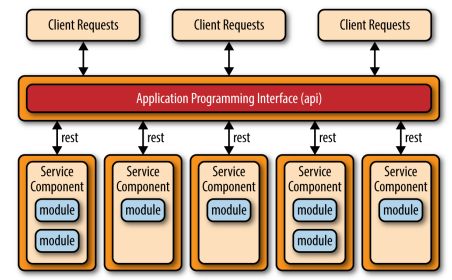 Client Requests
Client Requests
Client Requests
Application Programming Interface (api)
rest
rest
rest
rest
rest
Service
Component
module
module
Service
Component
module
Service
Component
module
Service
Component
module
module
Service
Component
module